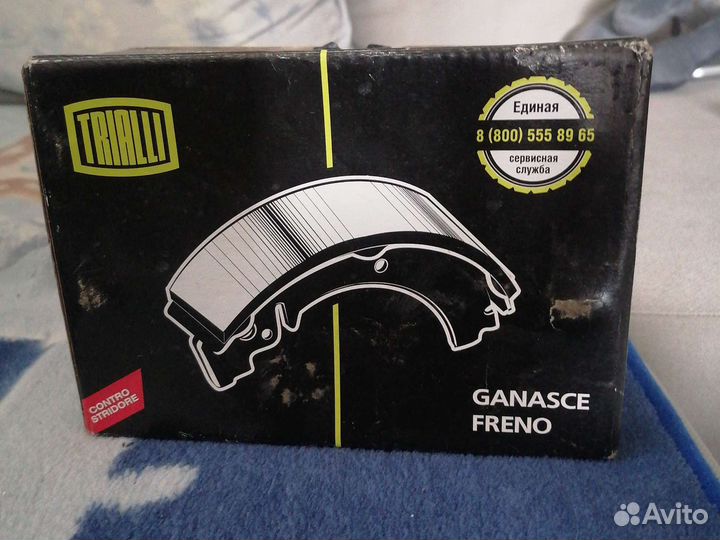 TRIALLI
Единая
8 (800) 555 89 65
сервисная
служба
CONTRO
STRIDORE
GANASCE
FRENO
Avito